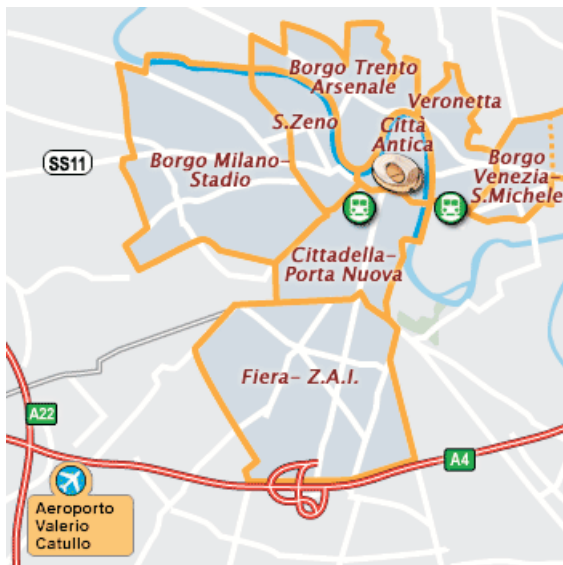 Borgo Trento
Arsenale
Veronetta
S.Zeno
Città
Antica
SS11
Borgo Milano-
Stadio
Borgo
Venezia-
S.Michele
Cittadella-
Porta Nuova
Fiera- Z.A.I.
A22
A4
Aeroporto
Valerio
Catullo